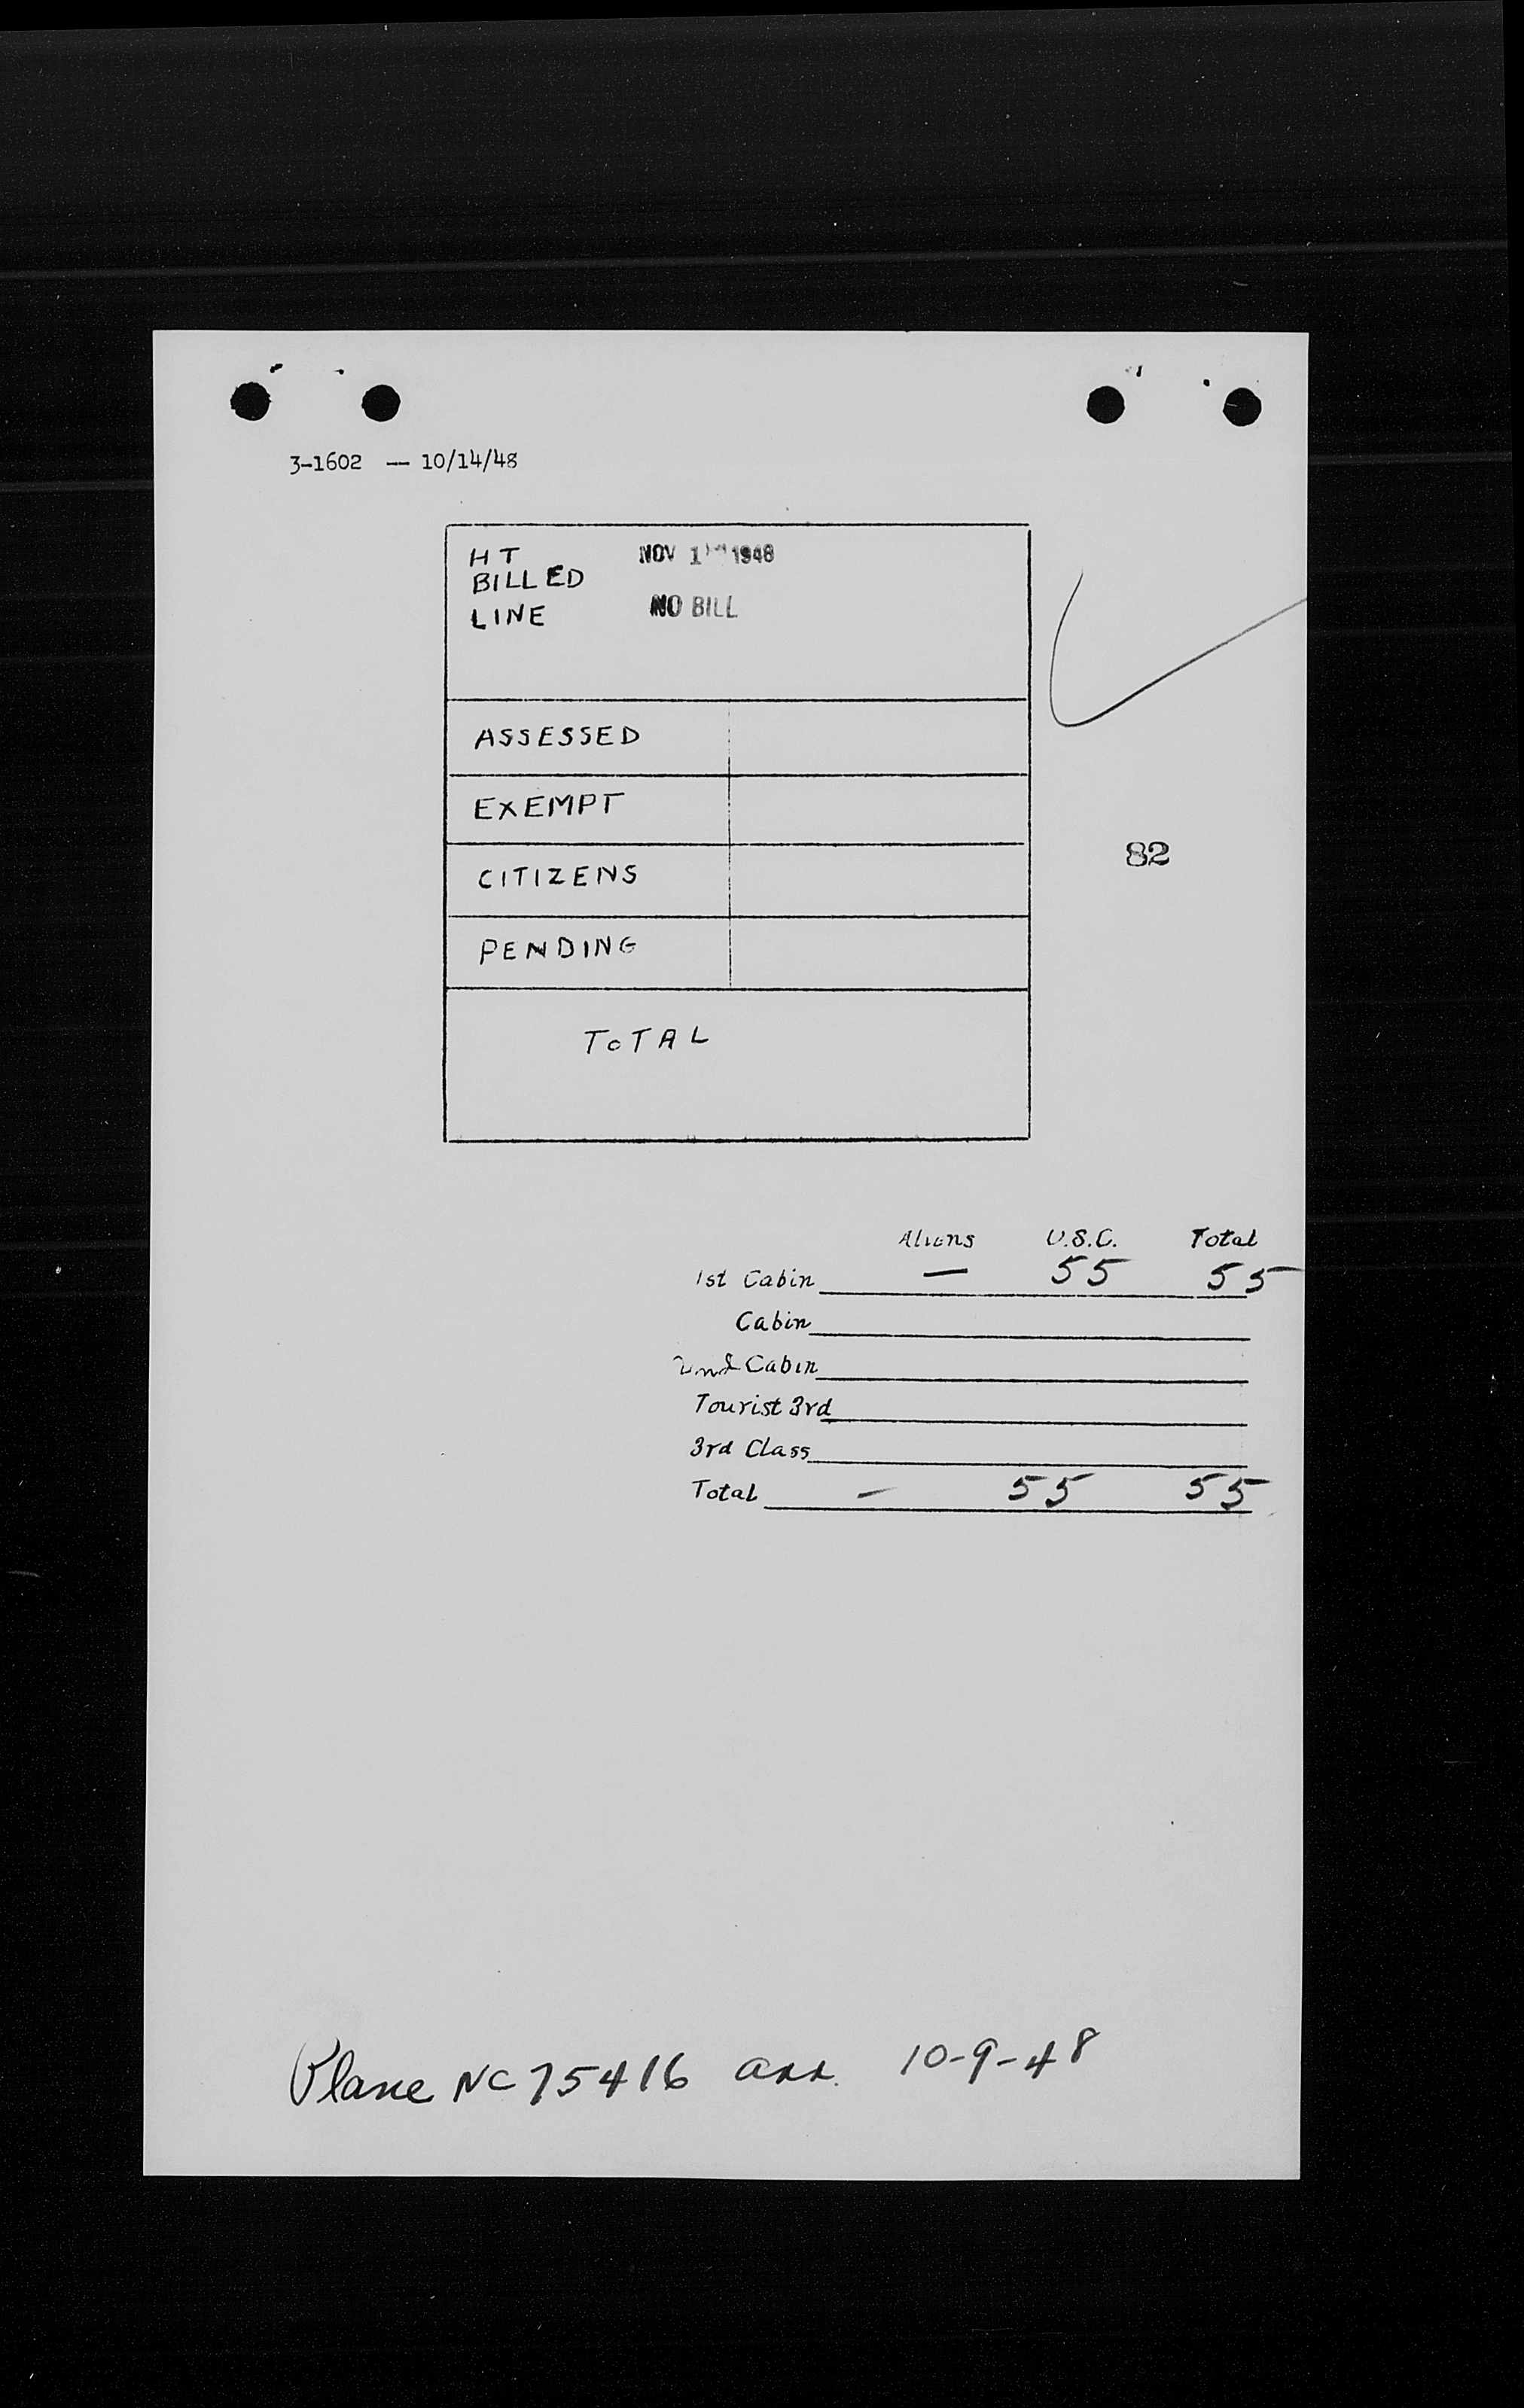 3-1602 — 10/14/48
HT NOV 1 1948
BILLED
LINE NO BILL
ASSESSED
EXEMPT
82
CITIZENS
PENDING
TOTAL
Aliens U.S.C. Total
1st Cabin — 55 55
Cabin
2nd Cabin
Tourist 3rd
3rd Class
Total — 55 55
Plane NC 75416 arr. 10-9-48